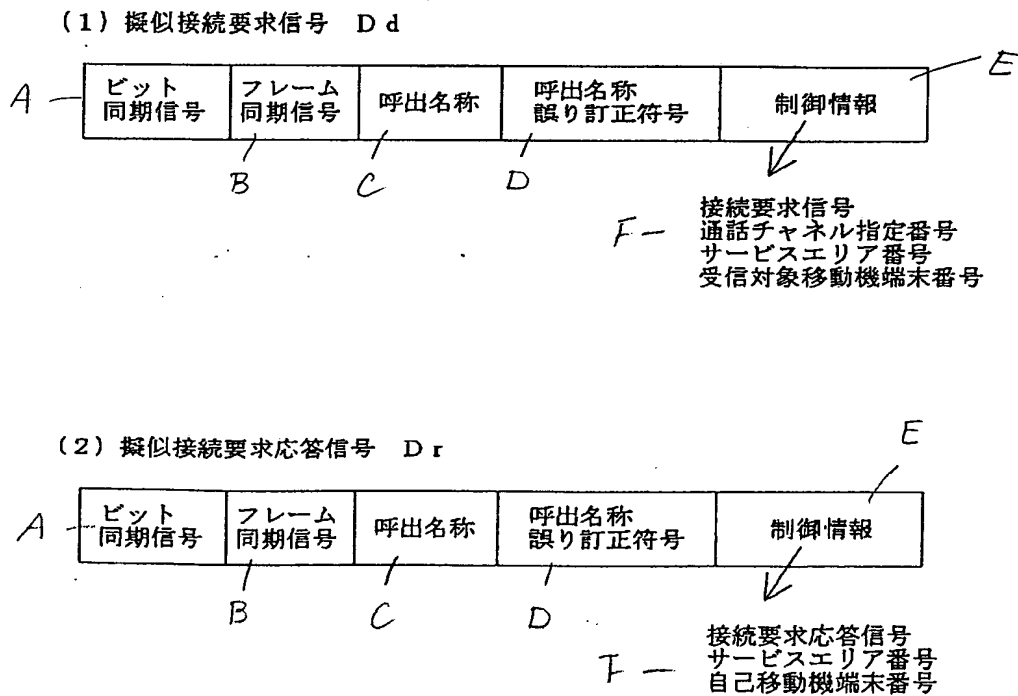 (1) 擬似接続要求信号 Dd
E
A
ビット
同期信号
フレーム
同期信号
呼出名称
呼出名称
誤り訂正符号
制御情報
B
C
D
F
接続要求信号
通話チャネル指定番号
サービスエリア番号
受信対象移動機端末番号
(2) 擬似接続要求応答信号 Dr
E
A
ビット
同期信号
フレーム
同期信号
呼出名称
呼出名称
誤り訂正符号
制御情報
B
C
D
F
接続要求応答信号
サービスエリア番号
自己移動機端末番号